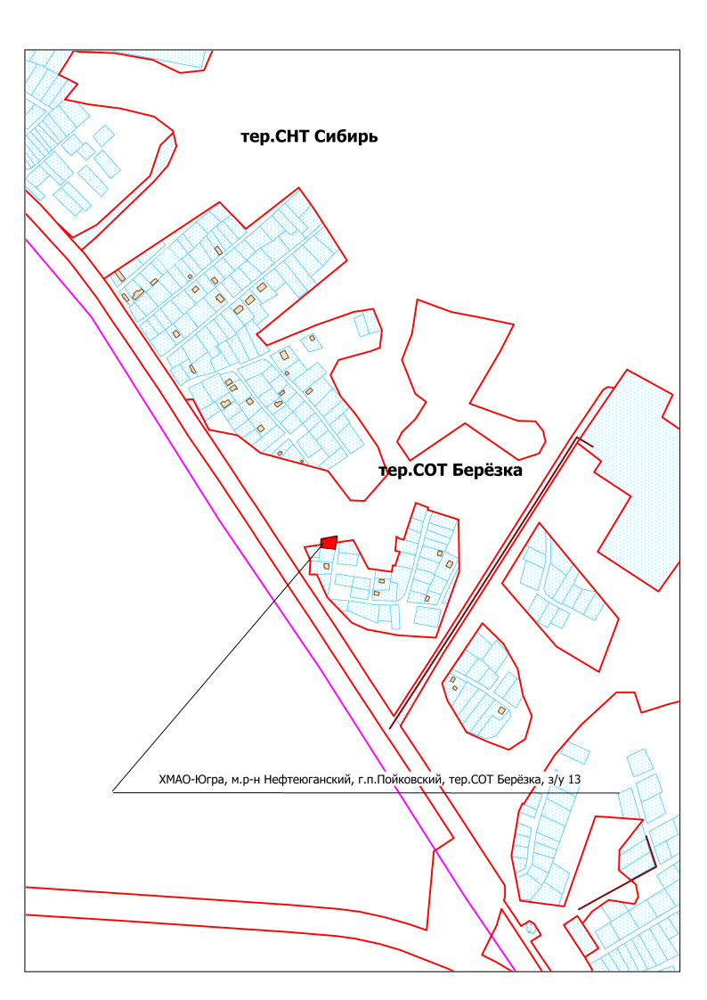 тер.СНТ Сибирь
тер.СОТ Берёзка
ХМАО-Югра, м.р-н Нефтеюганский, г.п.Пойковский, тер.СОТ Берёзка, з/у 13